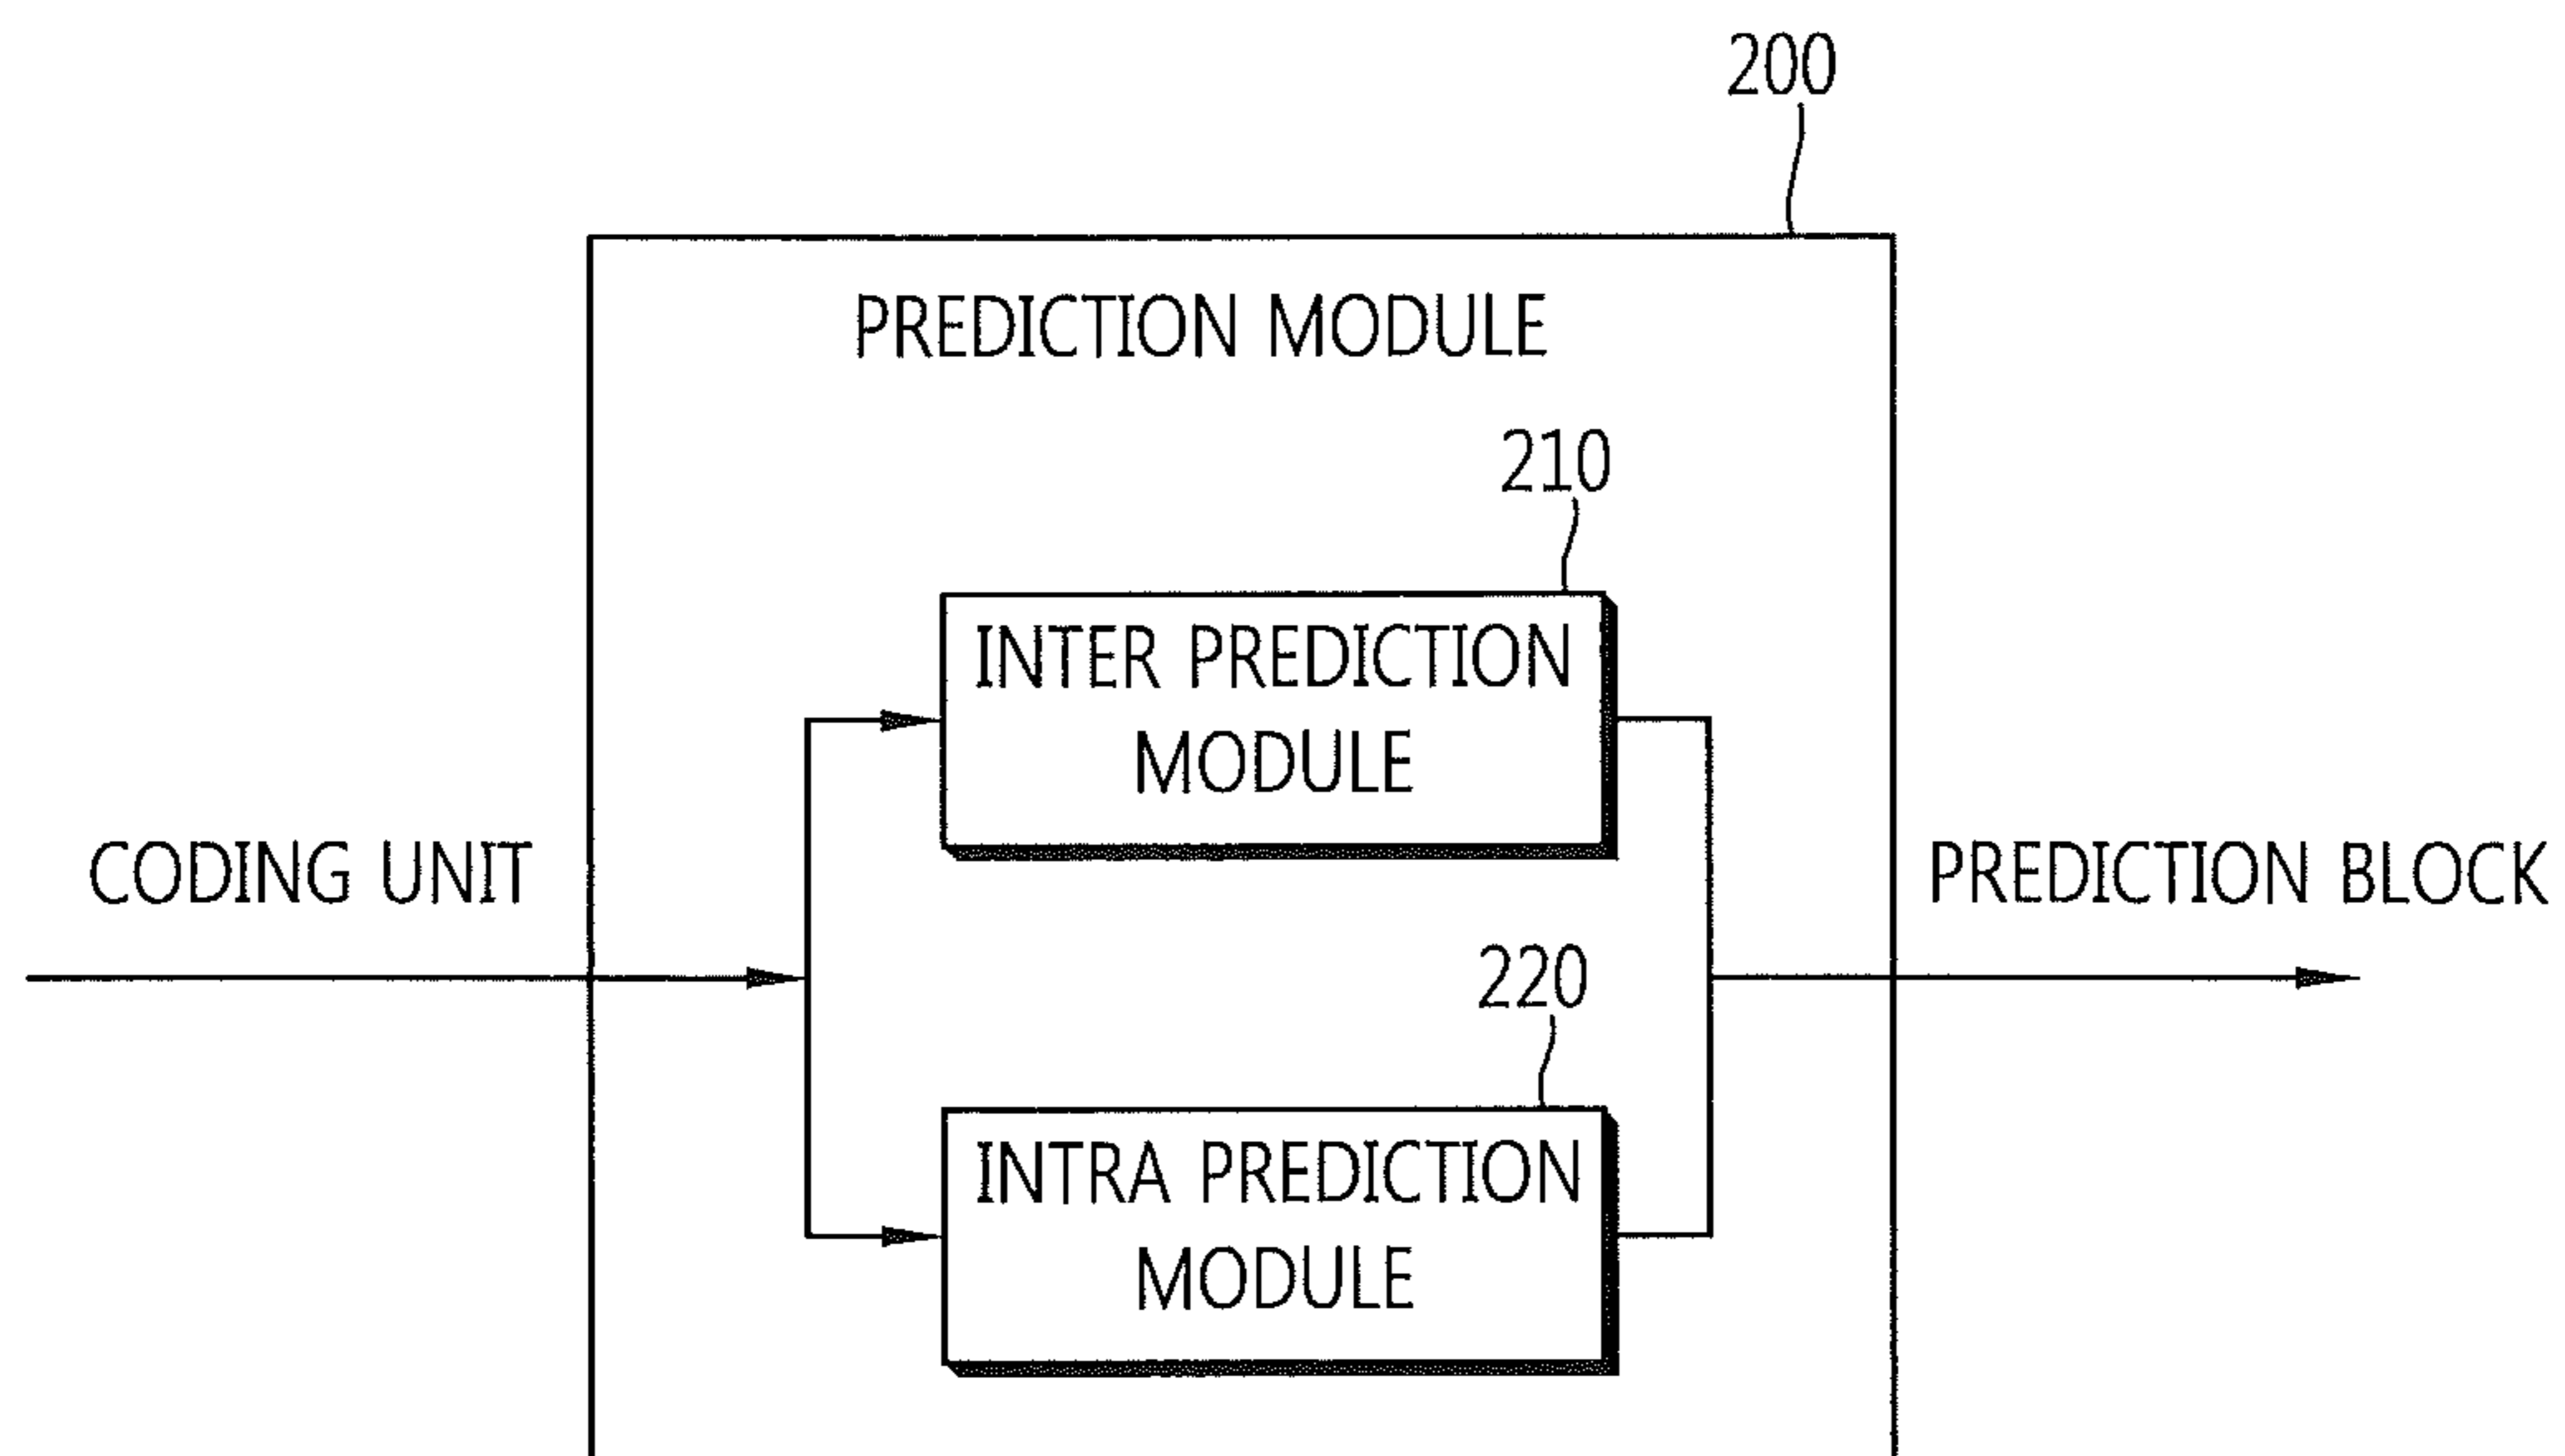 200
PREDICTION MODULE
210
INTER PREDICTION
MODULE
CODING UNIT
PREDICTION BLOCK
220
INTRA PREDICTION
MODULE